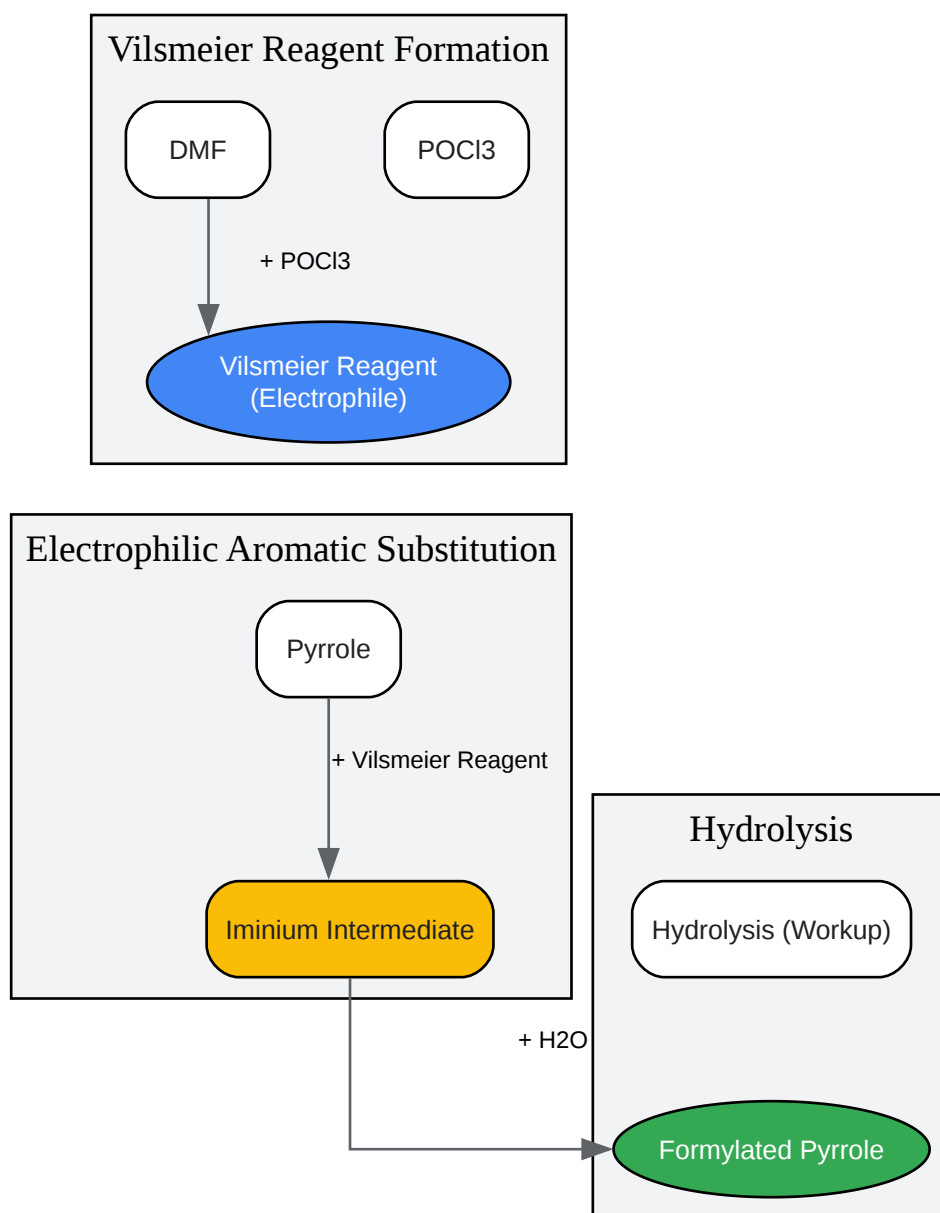 Vilsmeier Reagent Formation
DMF
POCl3
+ POCl3
Vilsmeier Reagent
(Electrophile)
Electrophilic Aromatic Substitution
Pyrrole
+ Vilsmeier Reagent
Iminium Intermediate
Hydrolysis
Hydrolysis (Workup)
+ H2O
Formylated Pyrrole